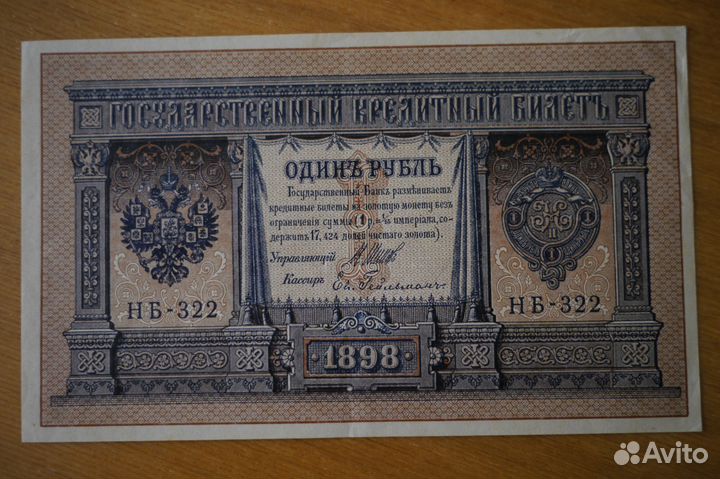 ГОСУДАРСТВЕННЫЙ КРЕДИТНЫЙ БИЛЕТЪ
ОДИНЪ РУБЛЬ
Государственный Банкъ размѣниваетъ
кредитные билеты на золотую монету безъ
ограниченія суммы (1 р.= 1/15 имперіала, со-
держитъ 17,424 долей чистаго золота).
Управляющій
Кассиръ
НБ-322
НБ-322
1898
Avito